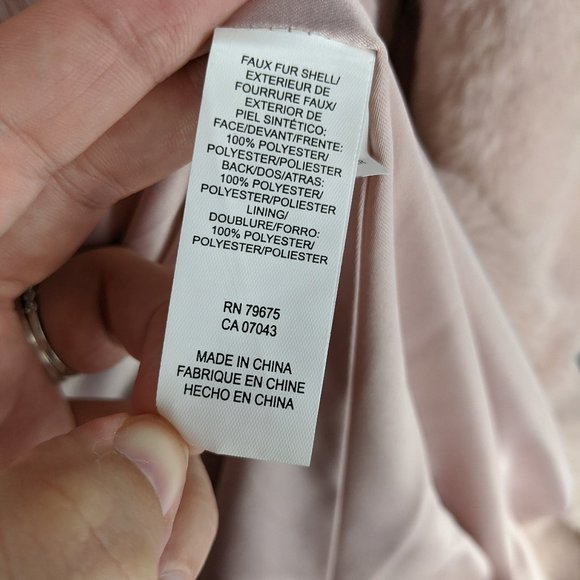 FAUX FUR SHELL/
EXTERIEUR DE
FOURRURE FAUX/
EXTERIOR DE
PIEL SINTÉTICO:
FACE/DEVANT/FRENTE:
100% POLYESTER/
POLYESTER/POLIESTER
BACK/DOS/ATRAS:
100% POLYESTER/
POLYESTER/POLIESTER
LINING/
DOUBLURE/FORRO:
100% POLYESTER/
POLYESTER/POLIESTER
RN 79675
CA 07043
MADE IN CHINA
FABRIQUE EN CHINE
HECHO EN CHINA